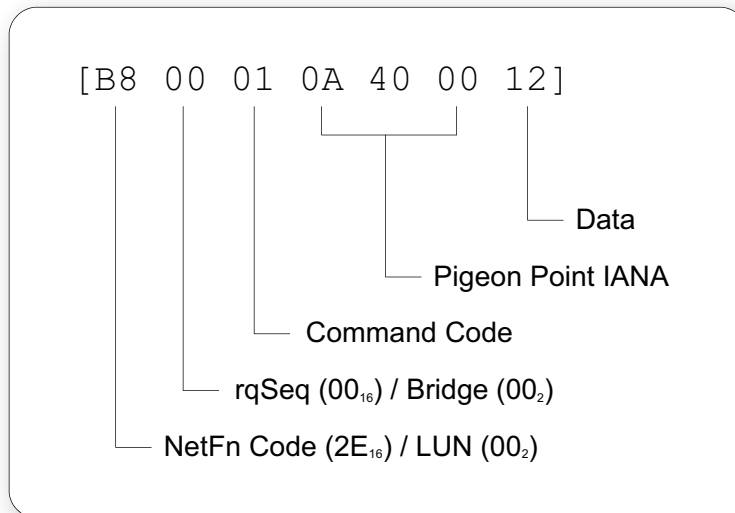 [B8 00 01 0A 40 00 12]
Data
Pigeon Point IANA
Command Code
rqSeq (00₁₆) / Bridge (00₂)
NetFn Code (2E₁₆) / LUN (00₂)